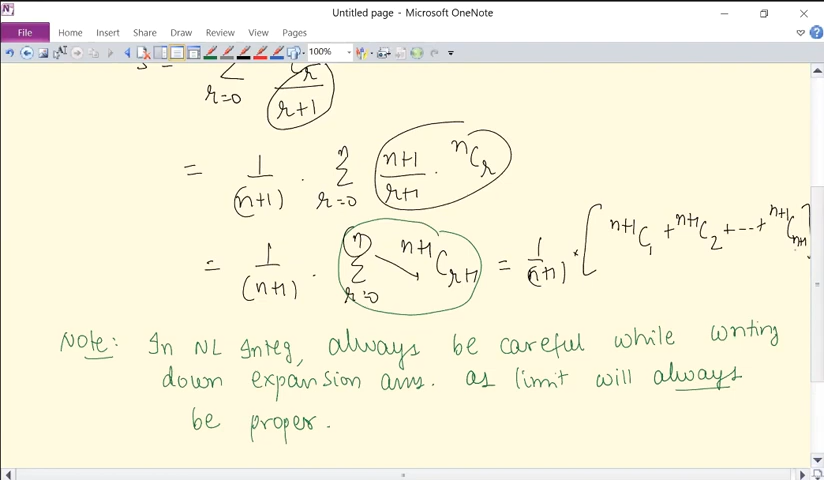 Untitled page - Microsoft OneNote
File Home Insert Share Draw Review View Pages
100%
S = Σ r=0 Cr / r+1
= 1/(n+1) · Σ r=0 n n+1/r+1 · nCr
= 1/(n+1) · Σ r=0 n n+1Cr+1 = 1/(n+1) * [ n+1C1 + n+1C2 + --- + n+1Cn+1 ]
Note: In NL Integ, always be careful while writing
down expansion ans. as limit will always
be proper.